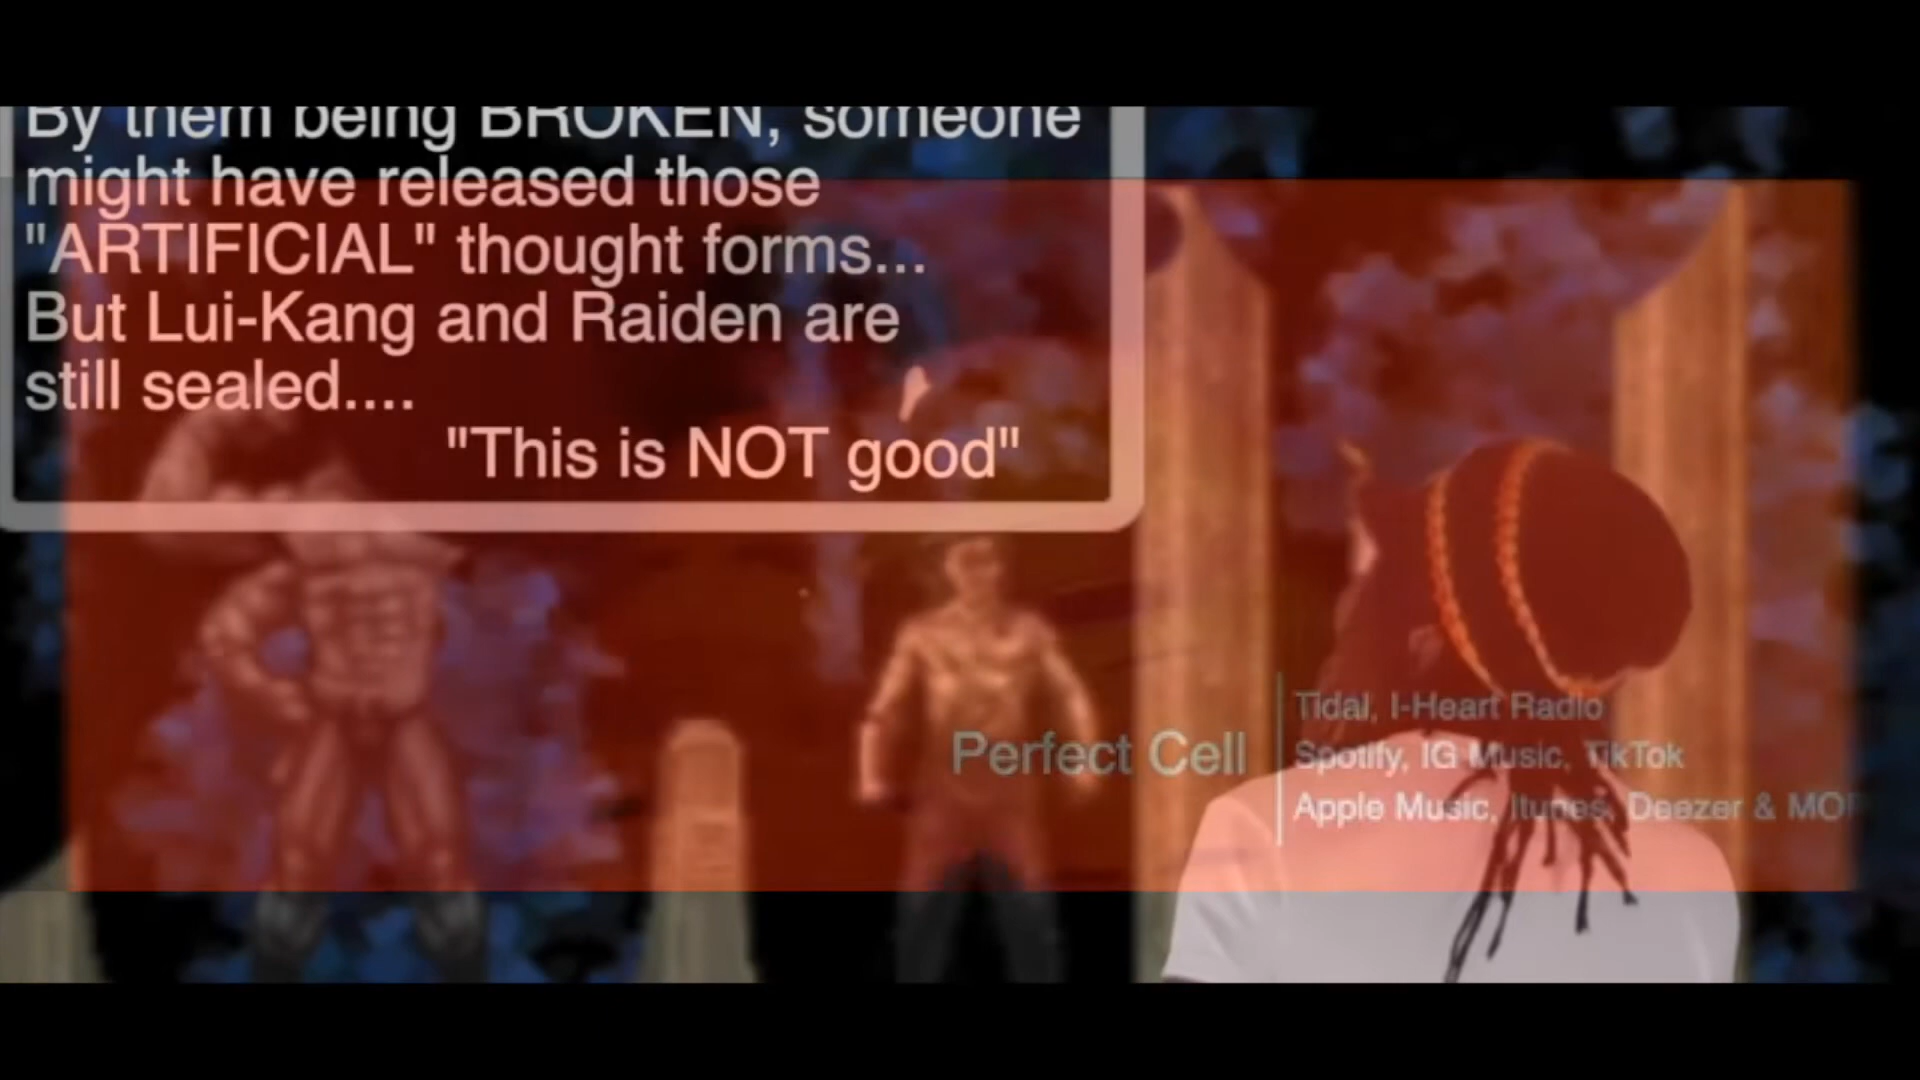 By them being BROKEN, someone
might have released those
"ARTIFICIAL" thought forms...
But Lui-Kang and Raiden are
still sealed....
"This is NOT good"
Perfect Cell
Tidal, I-Heart Radio
Spotify, IG Music, TikTok
Apple Music, Itunes, Deezer & MOR